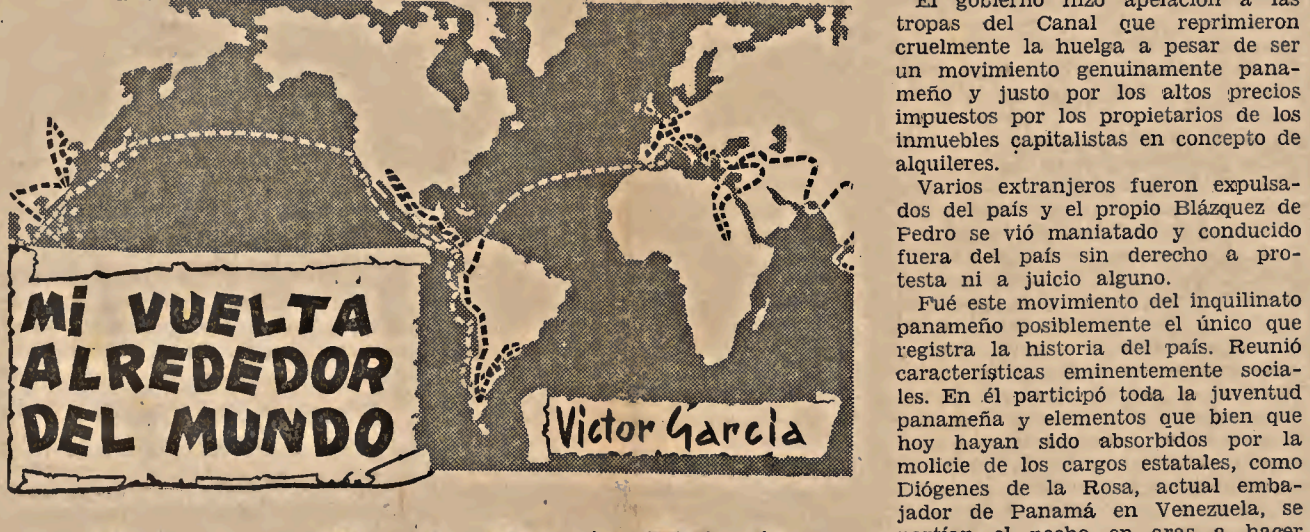 MI VUELTA
ALREDEDOR
DEL MUNDO
Victor García
El gobierno hizo apelación a las
tropas del Canal que reprimieron
cruelmente la huelga a pesar de ser
un movimiento genuinamente pana-
meño y justo por los altos precios
impuestos por los propietarios de los
inmuebles capitalistas en concepto de
alquileres.
Varios extranjeros fueron expulsa-
dos del país y el propio Blázquez de
Pedro se vió maniatado y conducido
fuera del país sin derecho a pro-
testa ni a juicio alguno.
Fué este movimiento del inquilinato
panameño posiblemente el único que
registra la historia del país. Reunió
características eminentemente socia-
les. En él participó toda la juventud
panameña y elementos que bien que
hoy hayan sido absorbidos por la
molicie de los cargos estatales, como
Diógenes de la Rosa, actual emba-
jador de Panamá en Venezuela, se
el pecho en aras a hacer